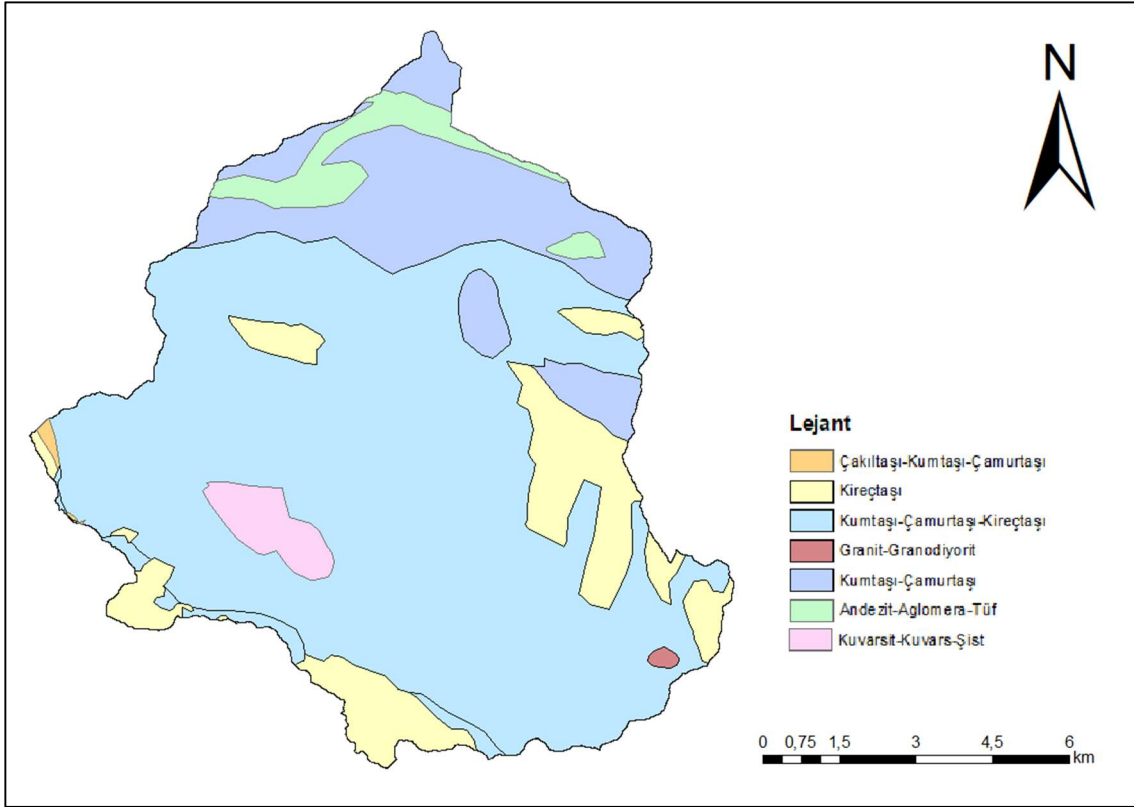 N
Lejant
Çakıltaşı-Kumtaşı-Çamurtaşı
Kireçtaşı
Kumtaşı-Çamurtaşı-Kireçtaşı
Granit-Granodiyorit
Kumtaşı-Çamurtaşı
Andezit-Aglomera-Tüf
Kuvarsit-Kuvars-Şist
0 0,75 1,5 3 4,5 6
km